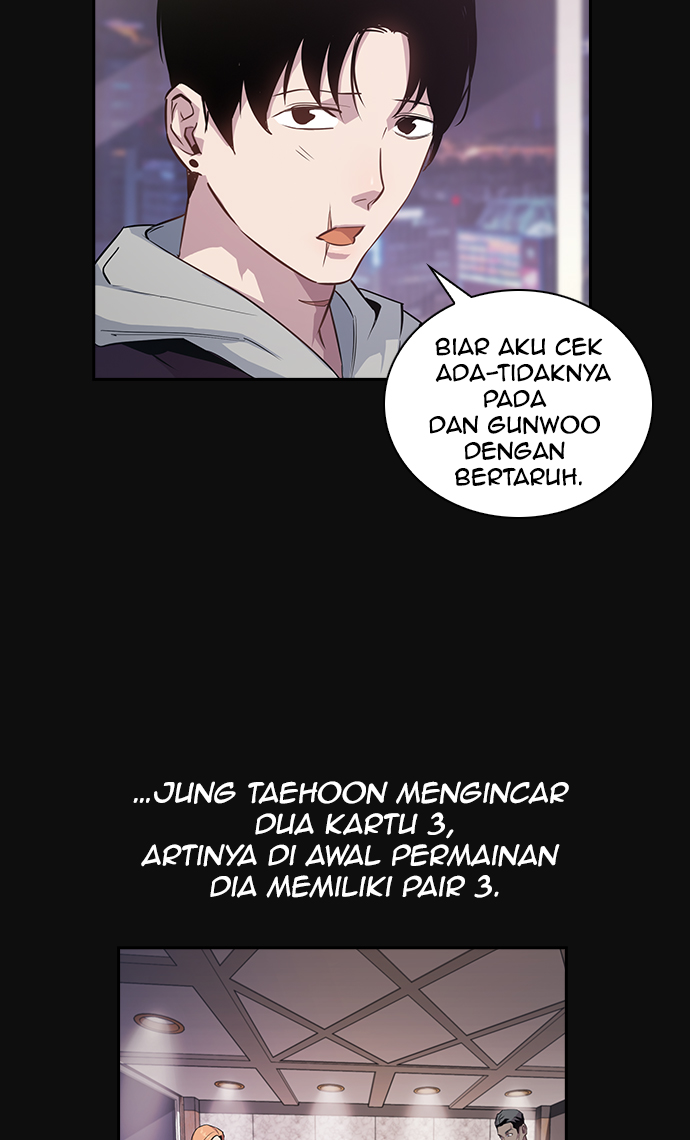 BIAR AKU CEK
ADA-TIDAKNYA
PADA
DAN GUNWOO
DENGAN
BERTARUH.
...JUNG TAEHOON MENGINCAR
DUA KARTU 3,
ARTINYA DI AWAL PERMAINAN
DIA MEMILIKI PAIR 3.